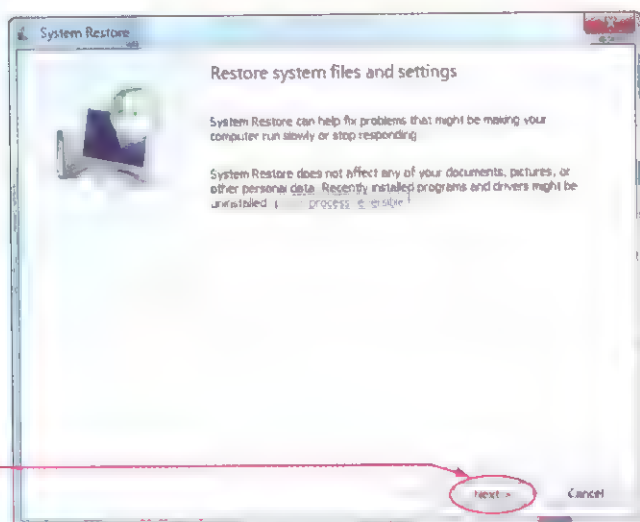 System Restore
Restore system files and settings
System Restore can help fix problems that might be making your
computer run slowly or stop responding
System Restore does not affect any of your documents, pictures, or
other personal data. Recently installed programs and drivers might be
uninstalled process
Next >
Cancel